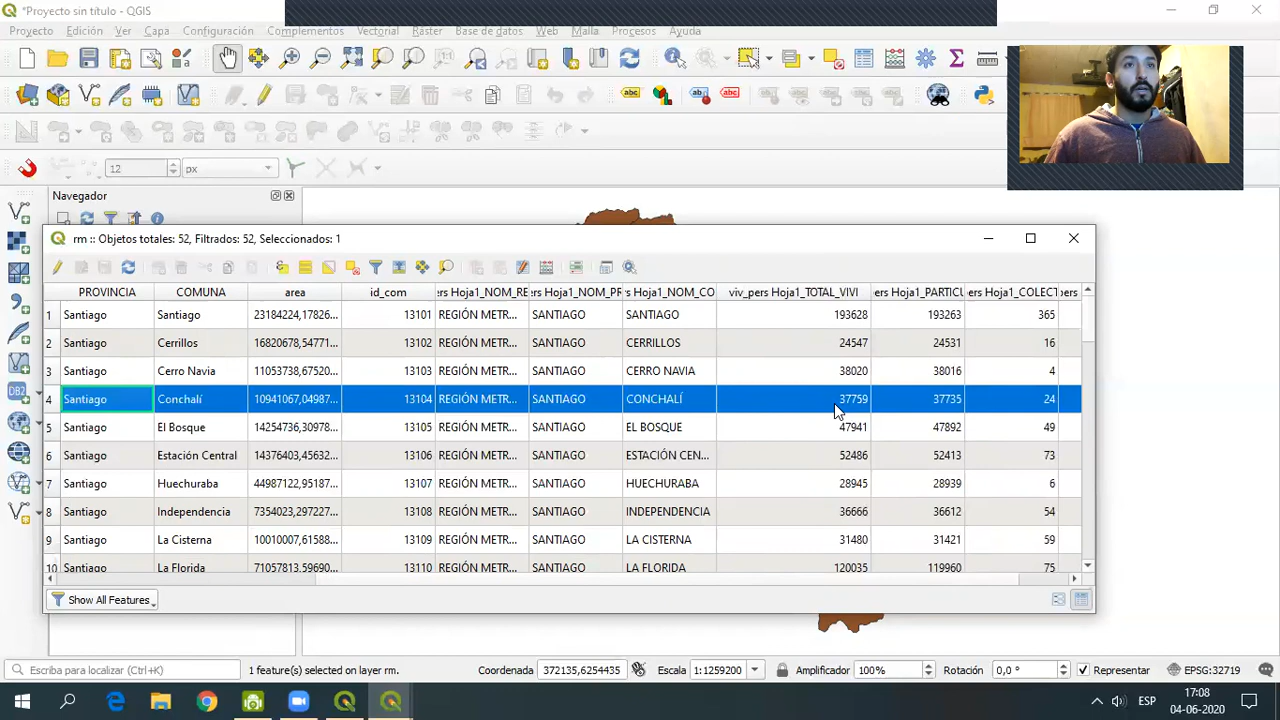 *Proyecto sin título - QGIS
Proyecto Edición Ver Capa Configuración Complementos Vectorial Ráster Base de datos Web Malla Procesos Ayuda
abc abc abc
12 px
Navegador
rm :: Objetos totales: 52, Filtrados: 52, Seleccionados: 1
PROVINCIA COMUNA area id_com ers Hoja1_NOM_RE ers Hoja1_NOM_PF s Hoja1_NOM_CO viv_pers Hoja1_TOTAL_VIVI ers Hoja1_PARTICU ers Hoja1_COLECT pers
1 Santiago Santiago 23184224,17826... 13101 REGIÓN METR... SANTIAGO SANTIAGO 193628 193263 365
2 Santiago Cerrillos 16820678,54771... 13102 REGIÓN METR... SANTIAGO CERRILLOS 24547 24531 16
3 Santiago Cerro Navia 11053738,67520... 13103 REGIÓN METR... SANTIAGO CERRO NAVIA 38020 38016 4
4 Santiago Conchalí 10941067,04987... 13104 REGIÓN METR... SANTIAGO CONCHALÍ 37759 37735 24
5 Santiago El Bosque 14254736,30978... 13105 REGIÓN METR... SANTIAGO EL BOSQUE 47941 47892 49
6 Santiago Estación Central 14376403,45632... 13106 REGIÓN METR... SANTIAGO ESTACIÓN CEN... 52486 52413 73
7 Santiago Huechuraba 44987122,95187... 13107 REGIÓN METR... SANTIAGO HUECHURABA 28945 28939 6
8 Santiago Independencia 7354023,297227... 13108 REGIÓN METR... SANTIAGO INDEPENDENCIA 36666 36612 54
9 Santiago La Cisterna 10010007,61588... 13109 REGIÓN METR... SANTIAGO LA CISTERNA 31480 31421 59
10 Santiago La Florida 71057813,59690... 13110 REGIÓN METR... SANTIAGO LA FLORIDA 120035 119960 75
Show All Features
Escriba para localizar (Ctrl+K) 1 feature(s) selected on layer rm. Coordenada 372135,6254435 Escala 1:1259200 Amplificador 100% Rotación 0,0 ° Representar EPSG:32719
ESP 17:08
04-06-2020